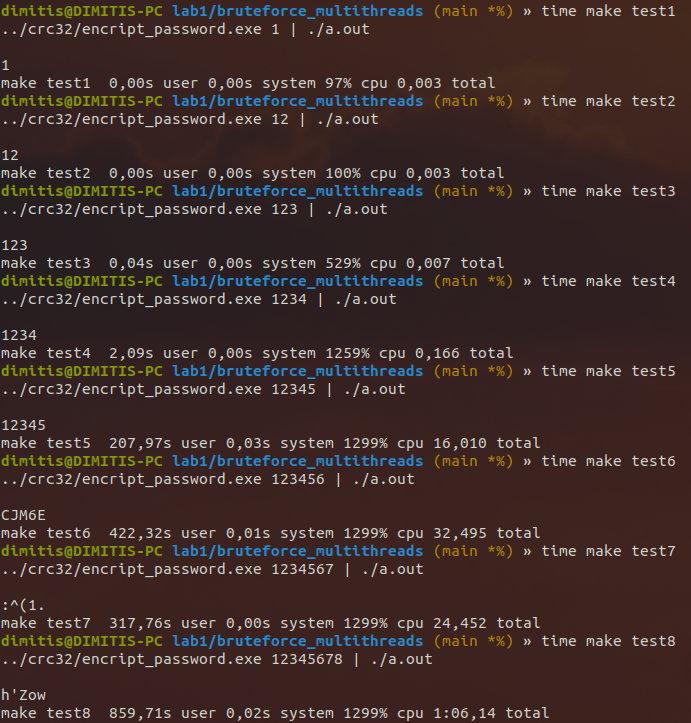 dimitis@DIMITIS-PC lab1/bruteforce_multithreads (main *%) » time make test1
../crc32/encript_password.exe 1 | ./a.out
1
make test1  0,00s user 0,00s system 97% cpu 0,003 total
dimitis@DIMITIS-PC lab1/bruteforce_multithreads (main *%) » time make test2
../crc32/encript_password.exe 12 | ./a.out
12
make test2  0,00s user 0,00s system 100% cpu 0,003 total
dimitis@DIMITIS-PC lab1/bruteforce_multithreads (main *%) » time make test3
../crc32/encript_password.exe 123 | ./a.out
123
make test3  0,04s user 0,00s system 529% cpu 0,007 total
dimitis@DIMITIS-PC lab1/bruteforce_multithreads (main *%) » time make test4
../crc32/encript_password.exe 1234 | ./a.out
1234
make test4  2,09s user 0,00s system 1259% cpu 0,166 total
dimitis@DIMITIS-PC lab1/bruteforce_multithreads (main *%) » time make test5
../crc32/encript_password.exe 12345 | ./a.out
12345
make test5  207,97s user 0,03s system 1299% cpu 16,010 total
dimitis@DIMITIS-PC lab1/bruteforce_multithreads (main *%) » time make test6
../crc32/encript_password.exe 123456 | ./a.out
CJM6E
make test6  422,32s user 0,01s system 1299% cpu 32,495 total
dimitis@DIMITIS-PC lab1/bruteforce_multithreads (main *%) » time make test7
../crc32/encript_password.exe 1234567 | ./a.out
:^(1.
make test7  317,76s user 0,00s system 1299% cpu 24,452 total
dimitis@DIMITIS-PC lab1/bruteforce_multithreads (main *%) » time make test8
../crc32/encript_password.exe 12345678 | ./a.out
h'Zow
make test8  859,71s user 0,02s system 1299% cpu 1:06,14 total